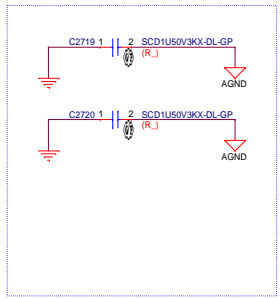 C2719 1 2 SCD1U50V3KX-DL-GP
(R_)
AGND
C2720 1 2 SCD1U50V3KX-DL-GP
(R_)
AGND